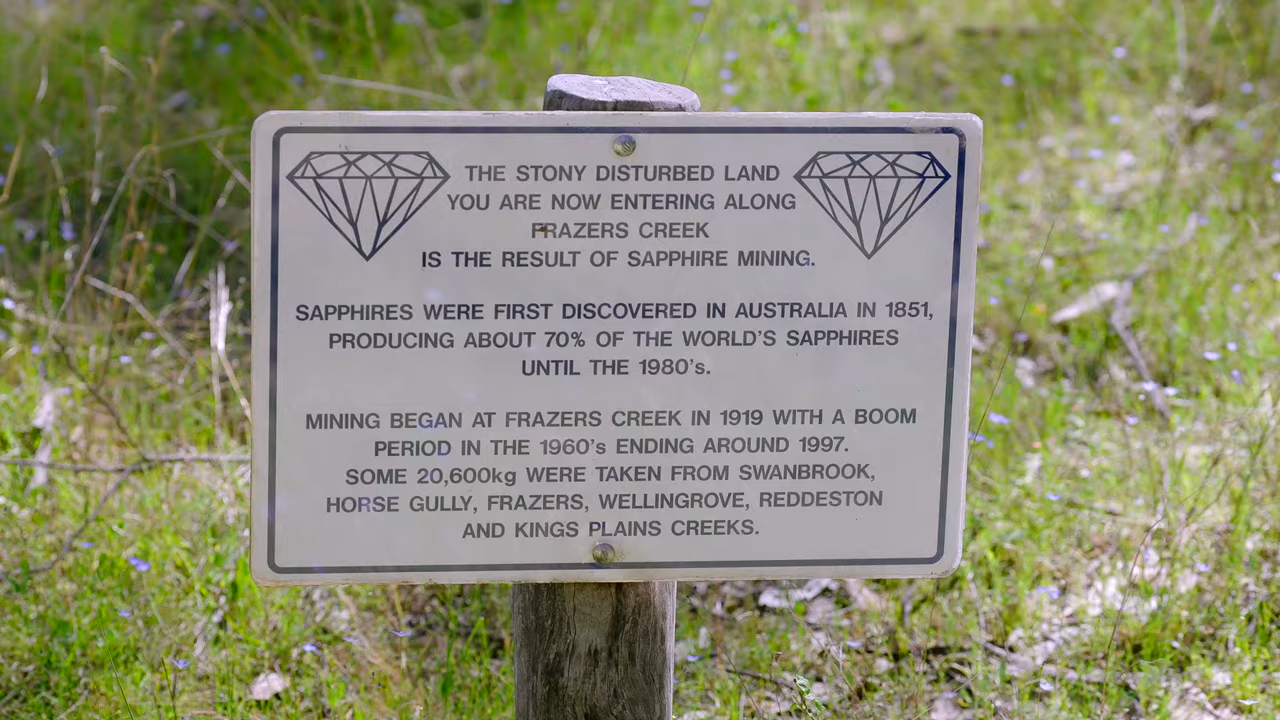 THE STONY DISTURBED LAND
YOU ARE NOW ENTERING ALONG
FRAZERS CREEK
IS THE RESULT OF SAPPHIRE MINING.
SAPPHIRES WERE FIRST DISCOVERED IN AUSTRALIA IN 1851,
PRODUCING ABOUT 70% OF THE WORLD'S SAPPHIRES
UNTIL THE 1980's.
MINING BEGAN AT FRAZERS CREEK IN 1919 WITH A BOOM
PERIOD IN THE 1960's ENDING AROUND 1997.
SOME 20,600kg WERE TAKEN FROM SWANBROOK,
HORSE GULLY, FRAZERS, WELLINGROVE, REDDESTON
AND KINGS PLAINS CREEKS.